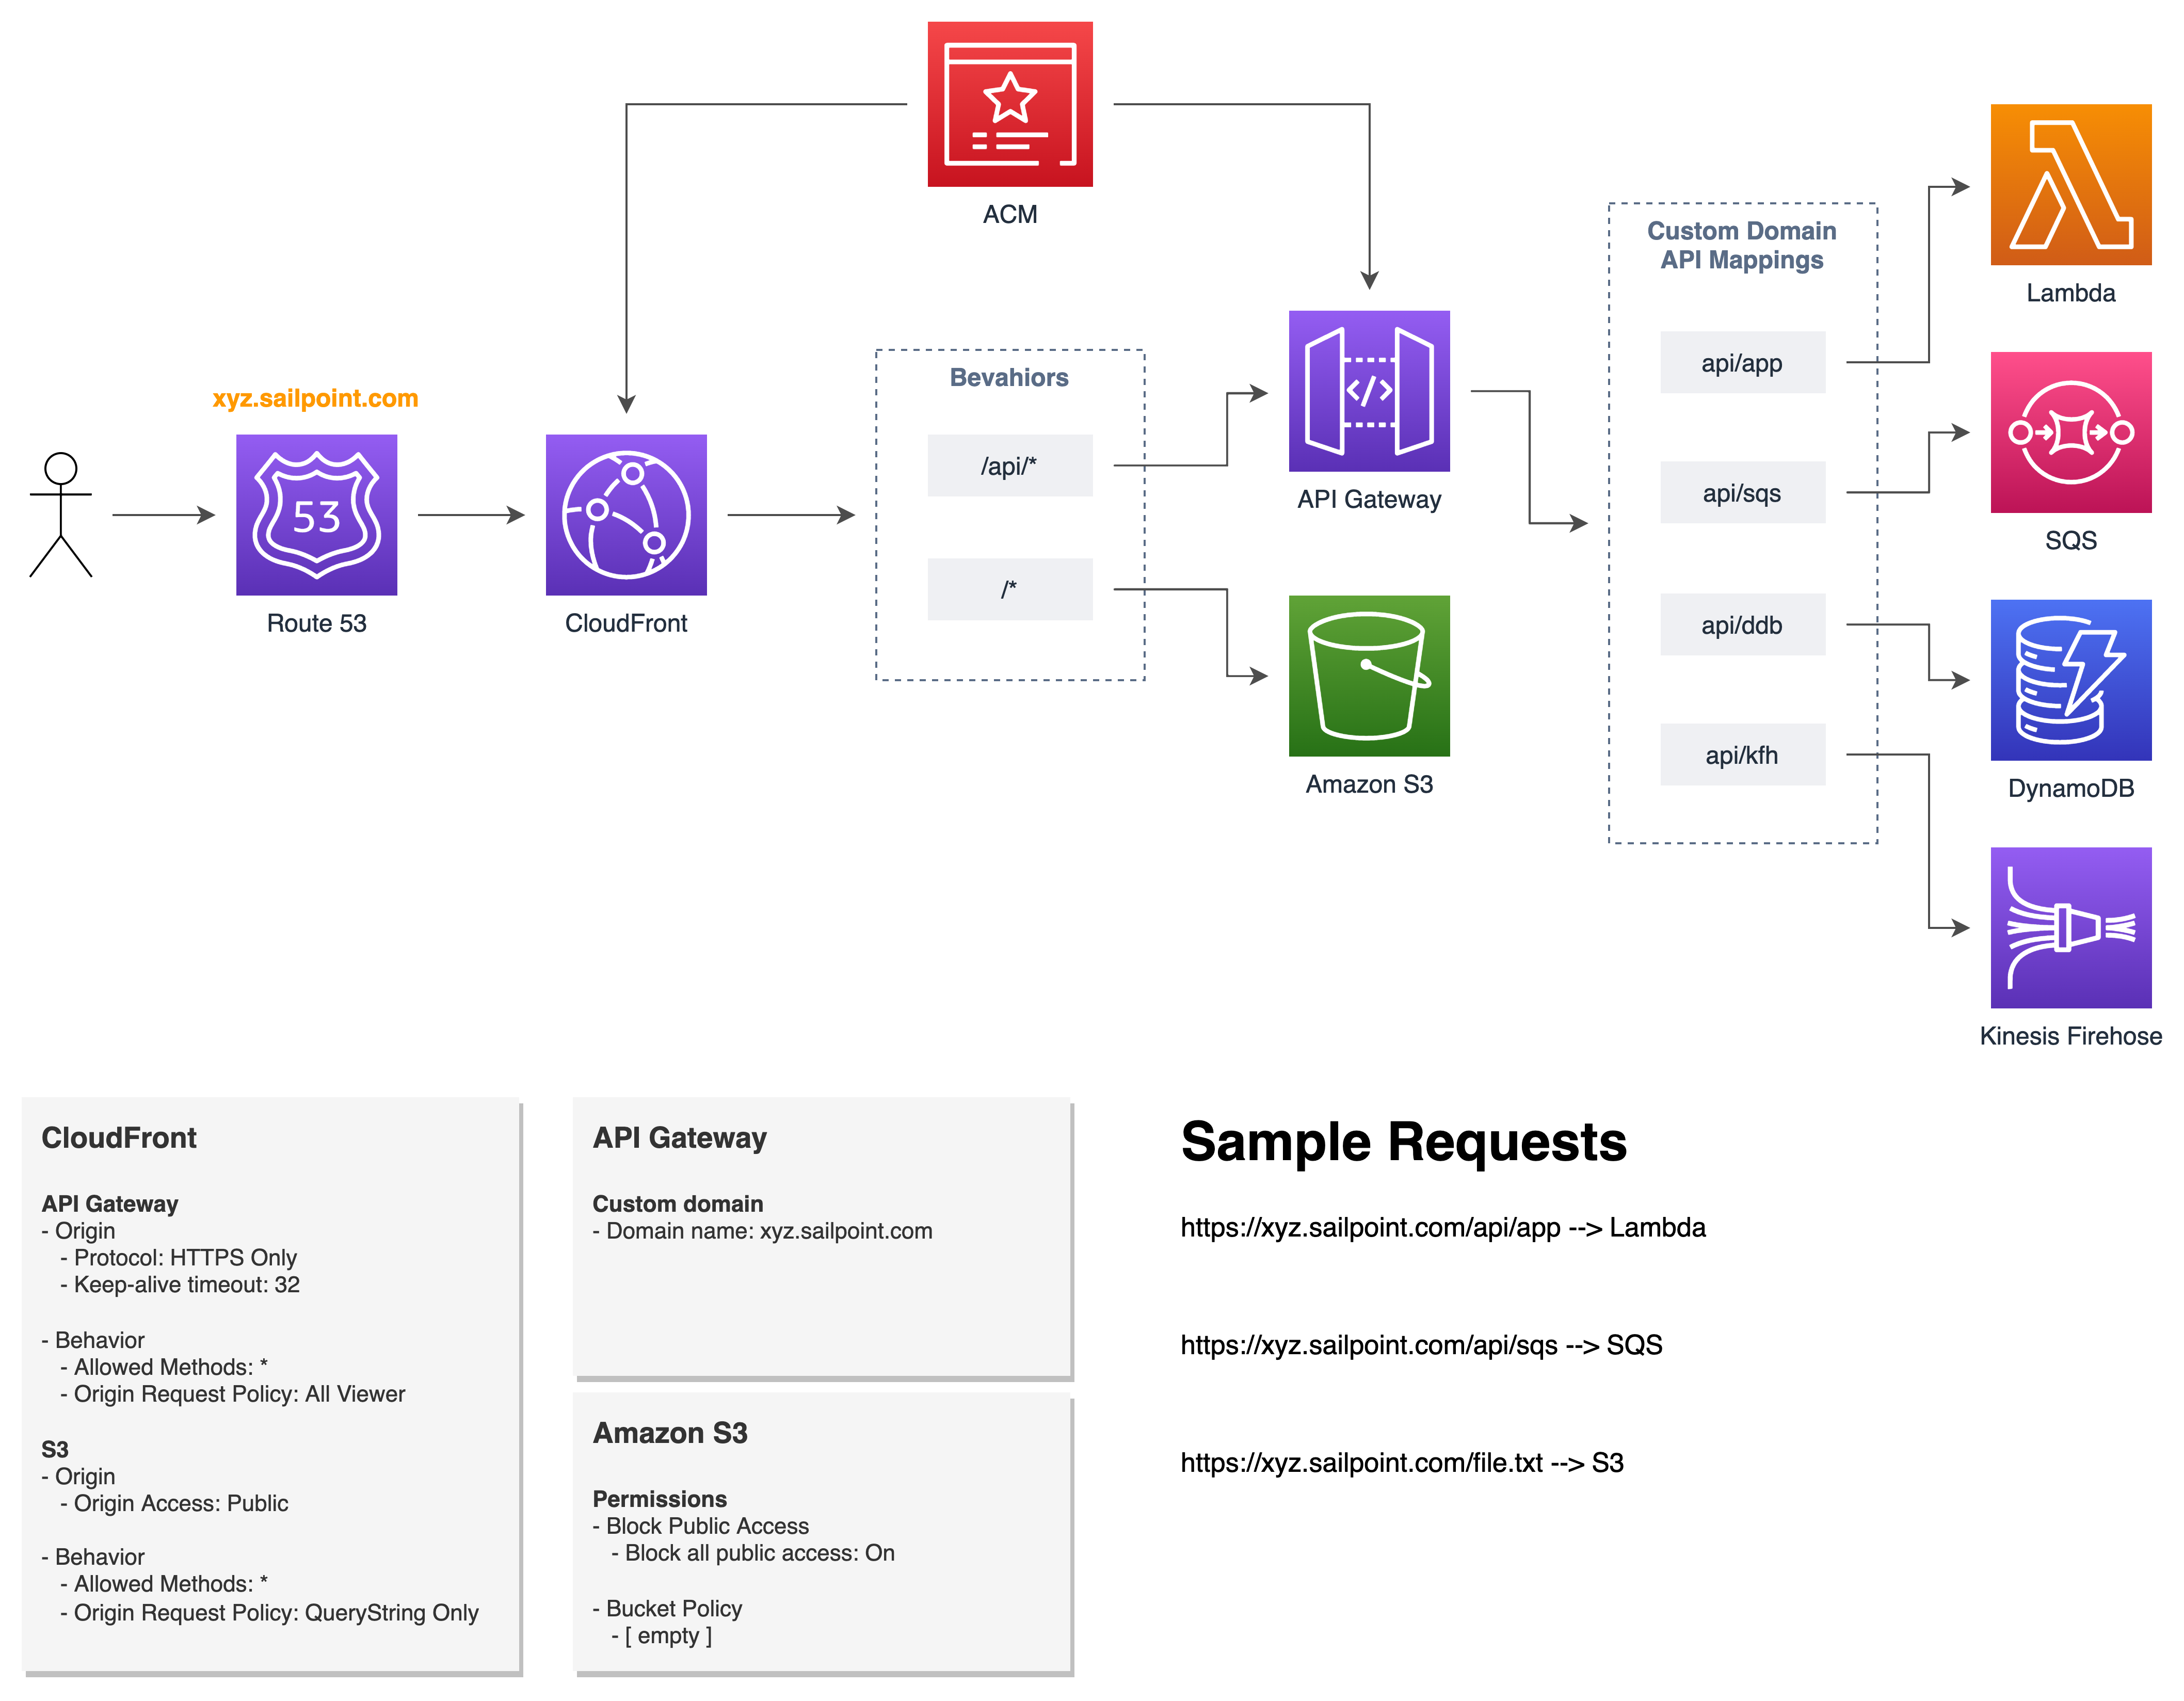 ACM
Custom Domain
API Mappings
Lambda
api/app
xyz.sailpoint.com
Bevahiors
53
/api/*
</>
API Gateway
api/sqs
SQS
Route 53
CloudFront
/*
api/ddb
Amazon S3
api/kfh
DynamoDB
Kinesis Firehose
CloudFront
API Gateway
- Origin
- Protocol: HTTPS Only
- Keep-alive timeout: 32
- Behavior
- Allowed Methods: *
- Origin Request Policy: All Viewer
S3
- Origin
- Origin Access: Public
- Behavior
- Allowed Methods: *
- Origin Request Policy: QueryString Only
API Gateway
Custom domain
- Domain name: xyz.sailpoint.com
Amazon S3
Permissions
- Block Public Access
- Block all public access: On
- Bucket Policy
- [ empty ]
Sample Requests
https://xyz.sailpoint.com/api/app --> Lambda
https://xyz.sailpoint.com/api/sqs --> SQS
https://xyz.sailpoint.com/file.txt --> S3